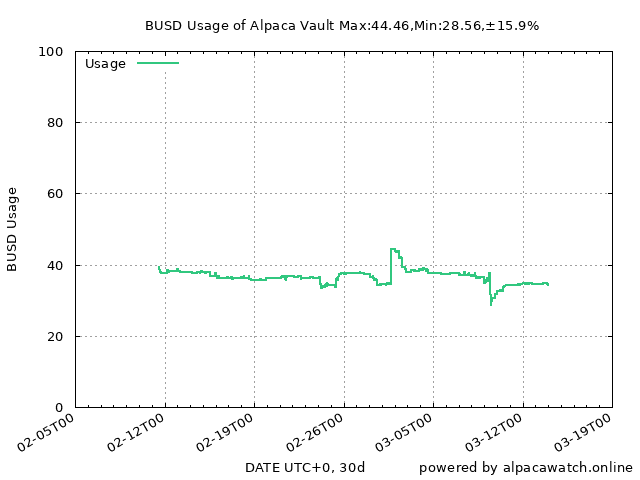 BUSD Usage of Alpaca Vault Max:44.46,Min:28.56,±15.9%
Usage
BUSD Usage
100
80
60
40
20
0
02-05T00
02-12T00
02-19T00
02-26T00
03-05T00
03-12T00
03-19T00
DATE UTC+0, 30d
powered by alpacawatch.online